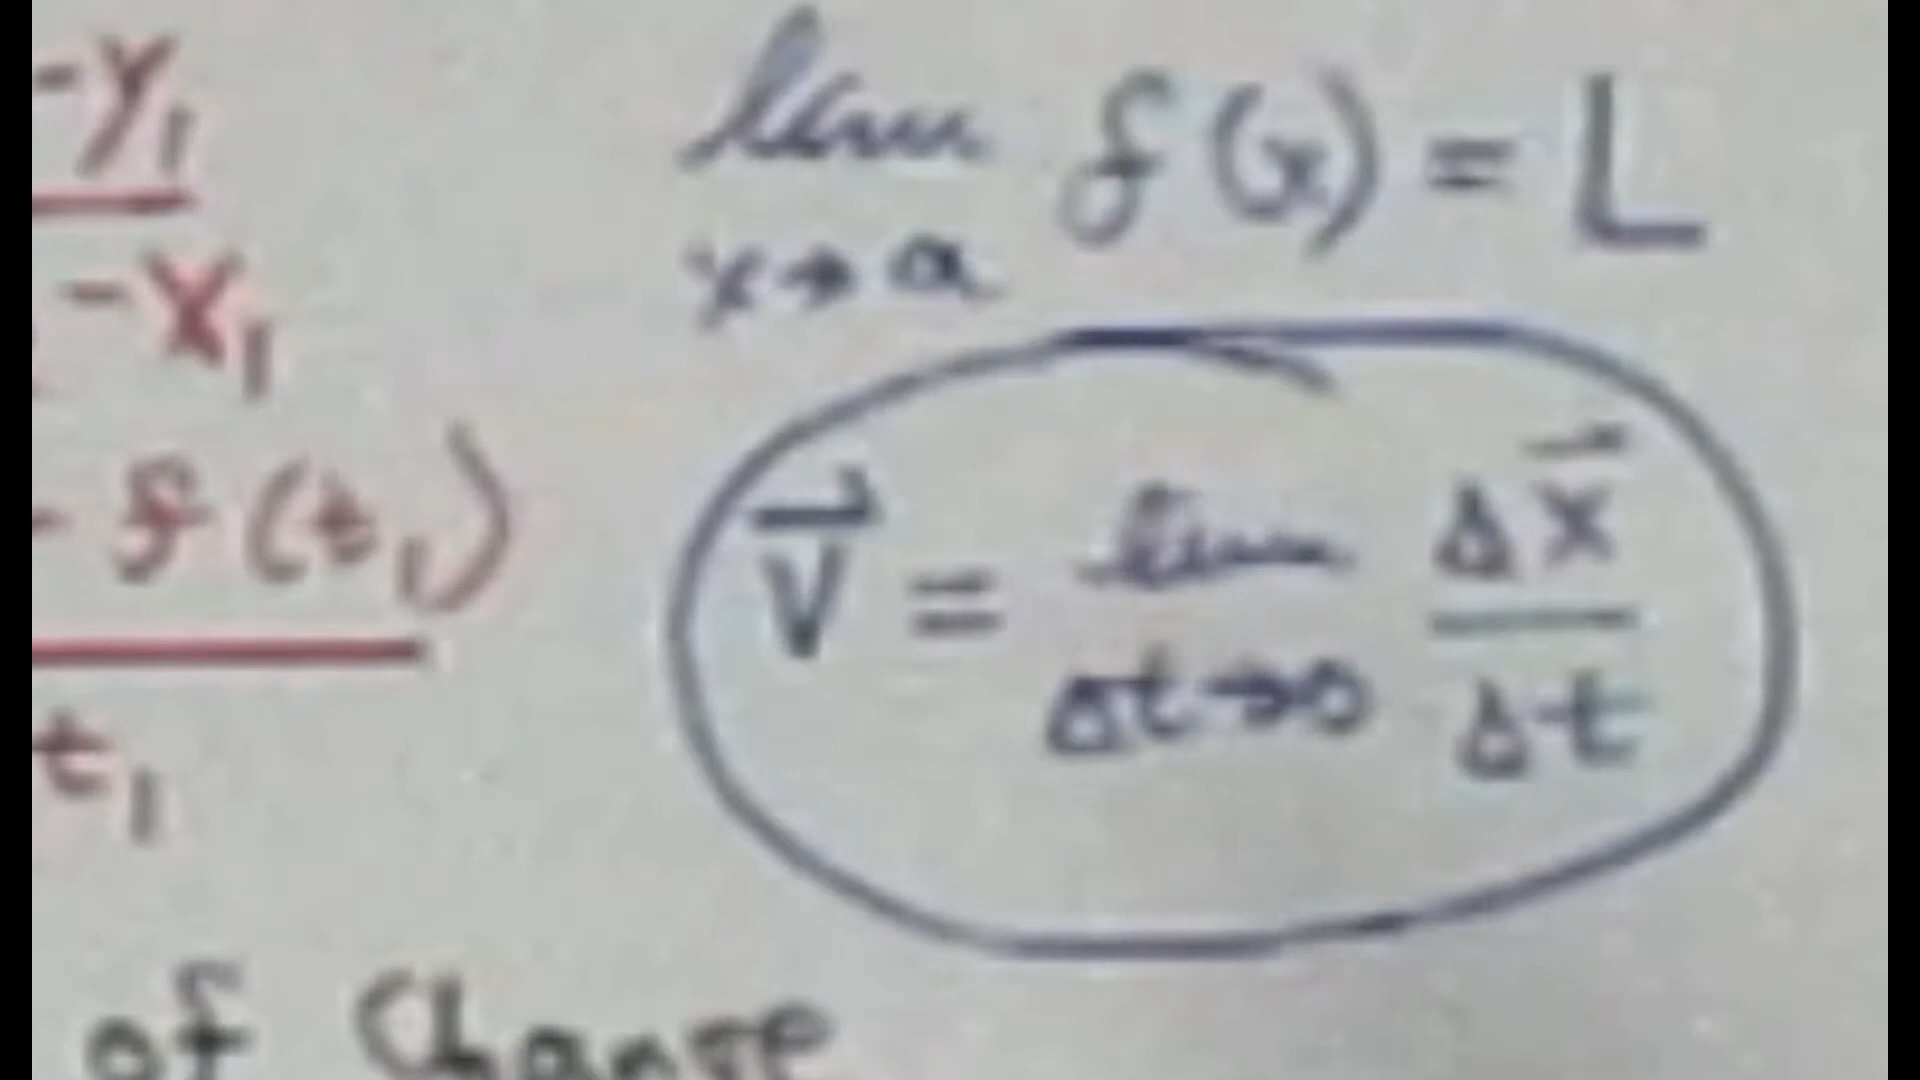 -y₁
-x₁
- f(t₁)
t₁
lim f(x) = L
x→a
v⃗ = lim Δx⃗
Δt→0 Δt
of Change